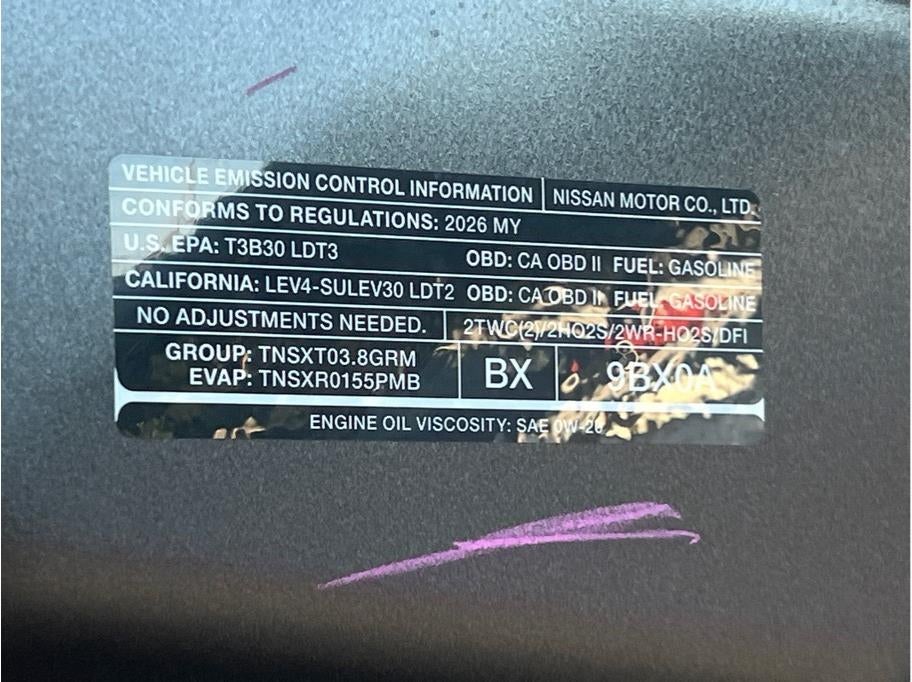 VEHICLE EMISSION CONTROL INFORMATION NISSAN MOTOR CO., LTD.
CONFORMS TO REGULATIONS: 2026 MY
U.S. EPA: T3B30 LDT3 OBD: CA OBD II FUEL: GASOLINE
CALIFORNIA: LEV4-SULEV30 LDT2 OBD: CA OBD II FUEL: GASOLINE
NO ADJUSTMENTS NEEDED. 2TWC(2)/2HO2S/2WR-HO2S/DFI
GROUP: TNSXT03.8GRM
EVAP: TNSXR0155PMB
BX 9BX0A
ENGINE OIL VISCOSITY: SAE 0W-20